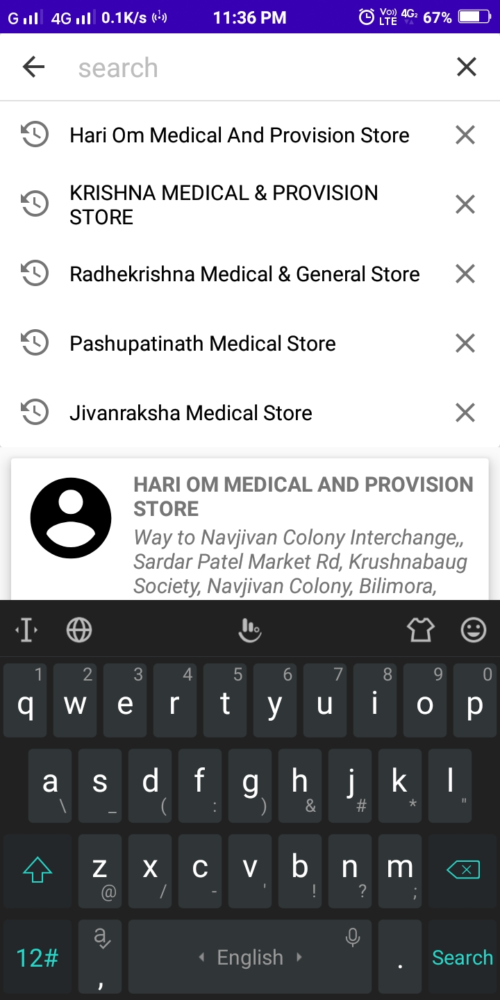 G 4G 0.1K/s 11:36 PM Vo)) LTE 4G2 67%
search
Hari Om Medical And Provision Store
KRISHNA MEDICAL & PROVISION
STORE
Radhekrishna Medical & General Store
Pashupatinath Medical Store
Jivanraksha Medical Store
HARI OM MEDICAL AND PROVISION
STORE
Way to Navjivan Colony Interchange,,
Sardar Patel Market Rd, Krushnabaug
Society, Navjivan Colony, Bilimora,
1 2 3 4 5 6 7 8 9 0
q w e r t y u i o p
a s d f g h j k l
\ _ ( : ) & # * "
z x c v b n m
@ / - ' ! ? ;
12# a , English . Search